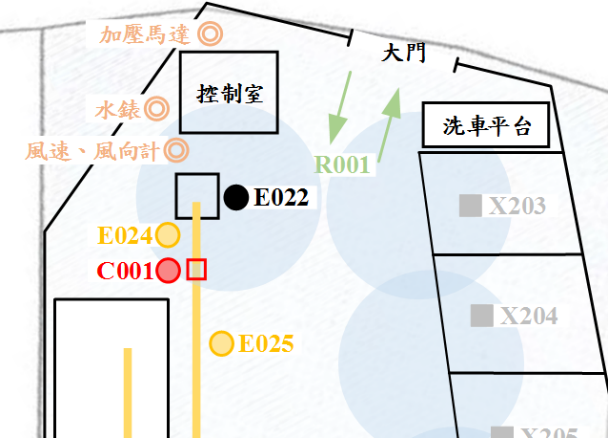 加壓馬達
大門
控制室
水錶
洗車平台
風速、風向計
R001
E022
X203
E024
C001
X204
E025
X205